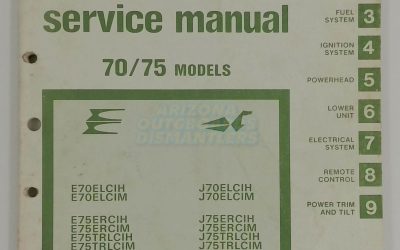 service manual
70/75 MODELS
E70ELCIH J70ELCIH
E70ELCIM J70ELCIM
E75ERCIH J75ERCIH
E75ERCIM J75ERCIM
E75TRLCIH J75TRLCIH
E75TRLCIM J75TRLCIM
FUEL
SYSTEM 3
IGNITION
SYSTEM 4
POWERHEAD 5
LOWER
UNIT 6
ELECTRICAL
SYSTEM 7
REMOTE
CONTROL 8
POWER TRIM
AND TILT 9
ARIZONA
OUTBOARD
DISMANTLERS